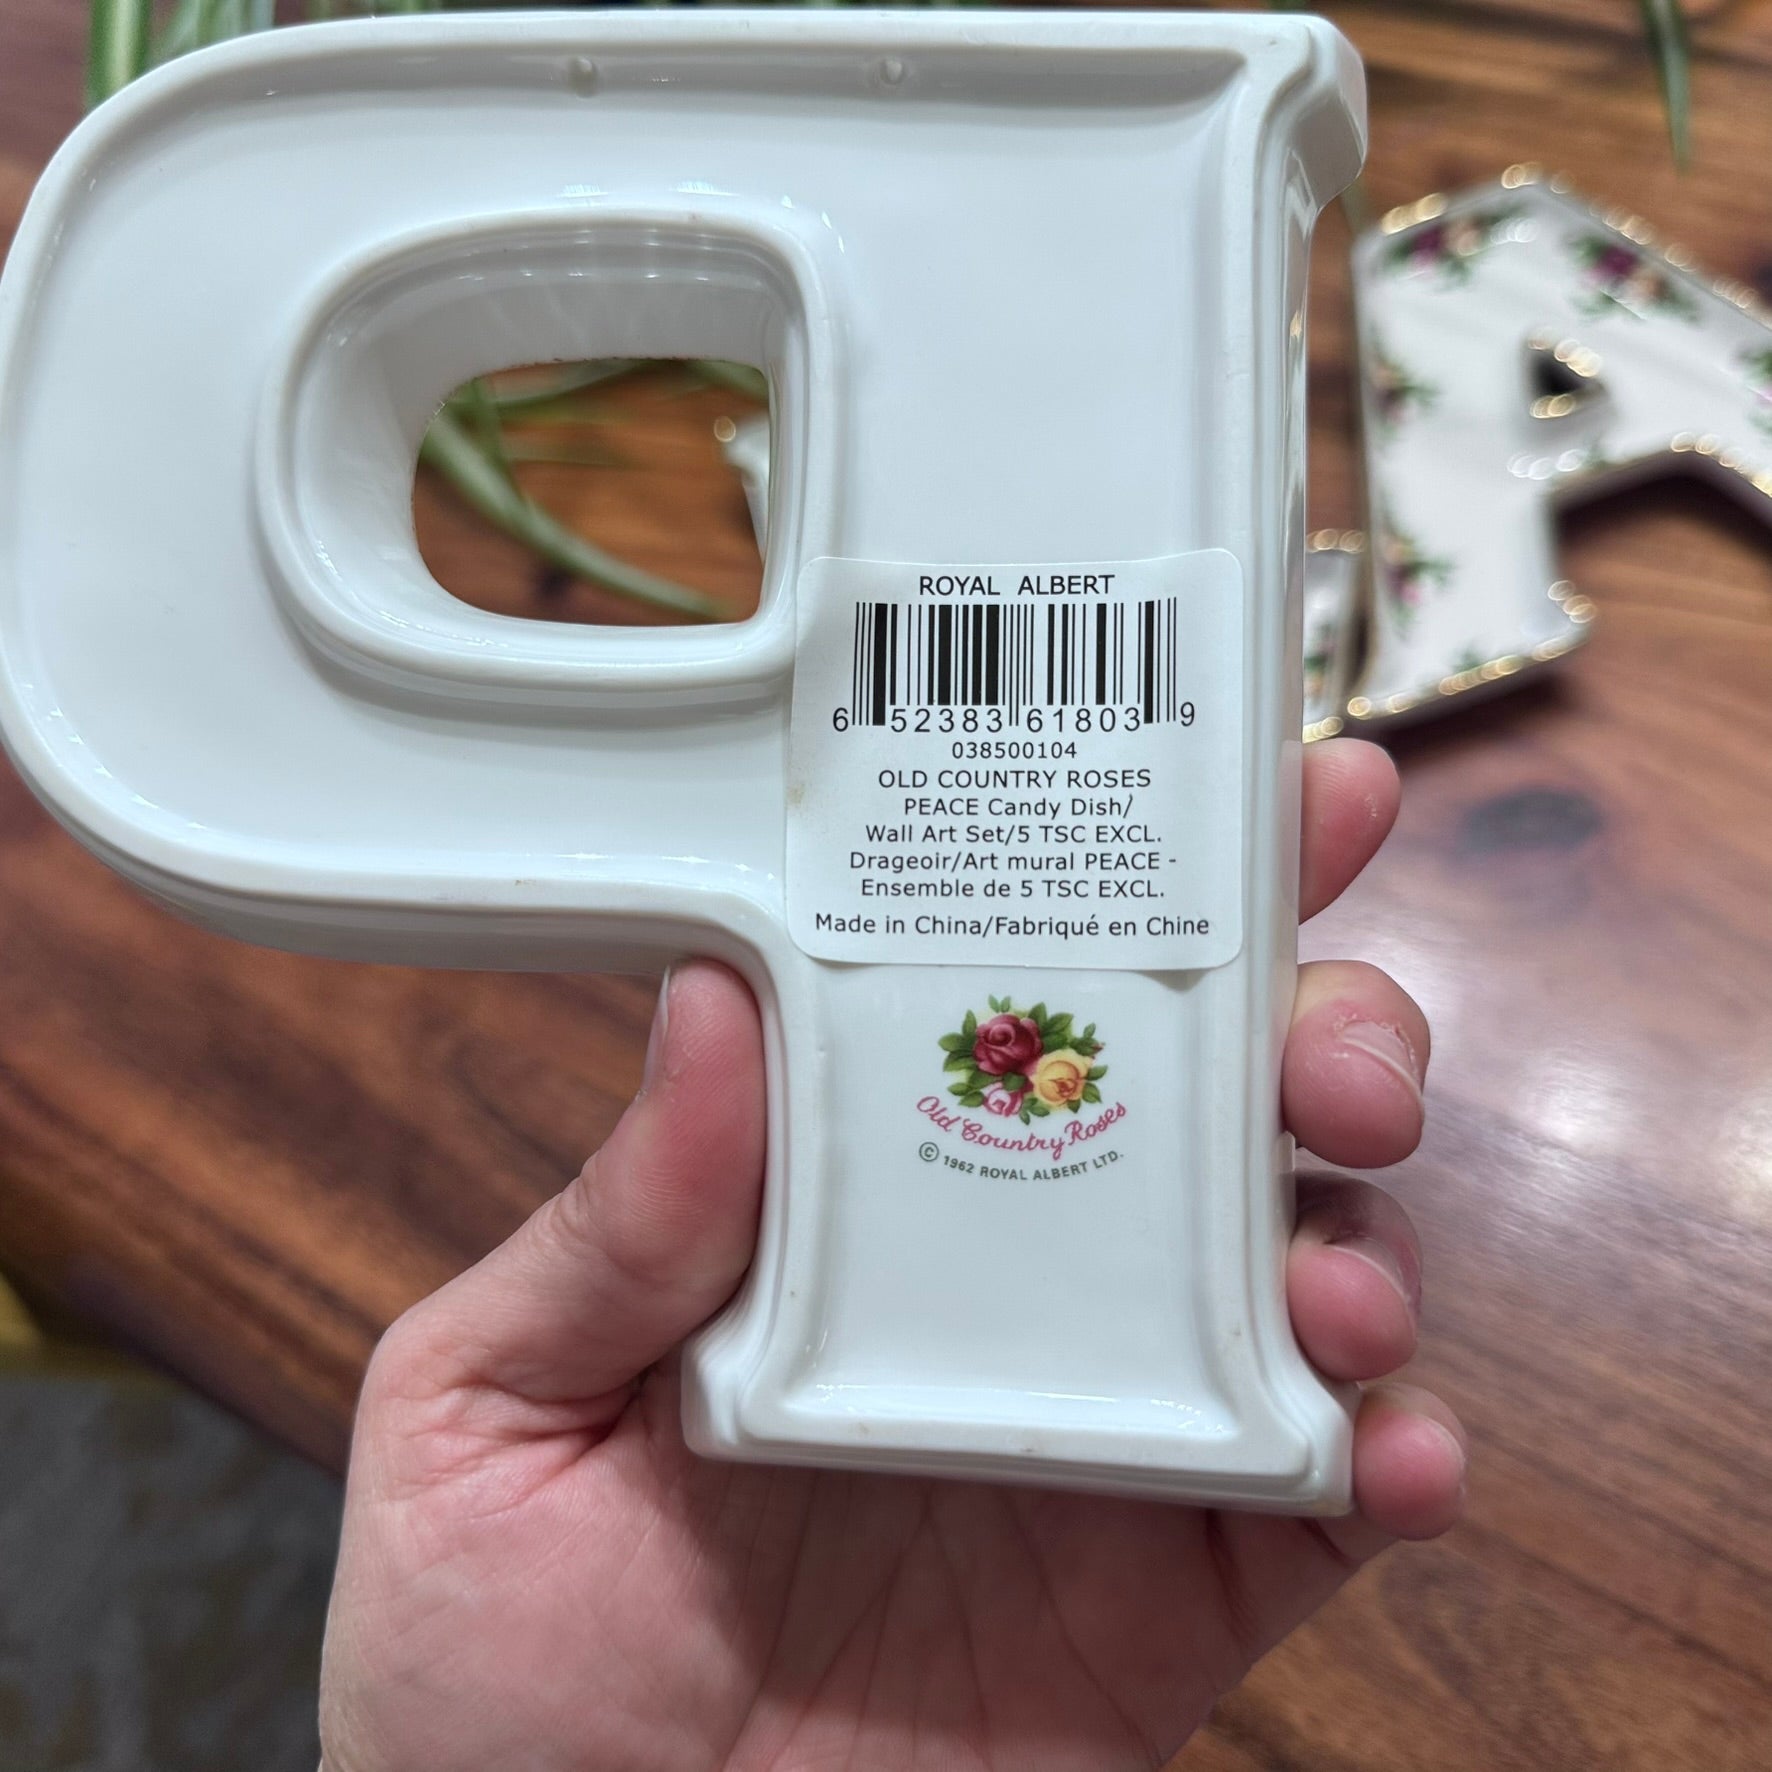 ROYAL ALBERT
6 52383 61803 9
038500104
OLD COUNTRY ROSES
PEACE Candy Dish/
Wall Art Set/5 TSC EXCL.
Drageoir/Art mural PEACE -
Ensemble de 5 TSC EXCL.
Made in China/Fabriqué en Chine
Old Country Roses
© 1962 ROYAL ALBERT LTD.